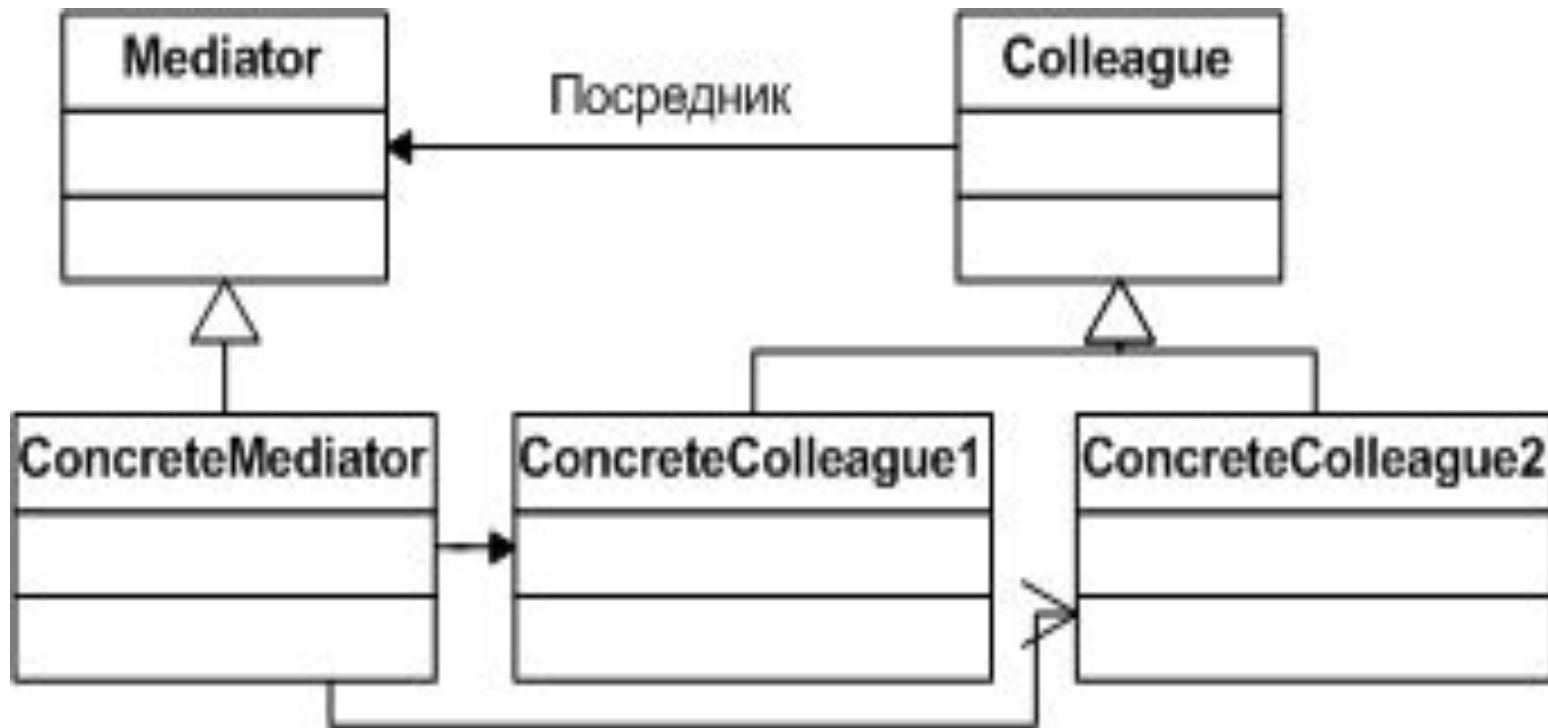 Mediator
Colleague
Посредник
ConcreteMediator
ConcreteColleague1
ConcreteColleague2